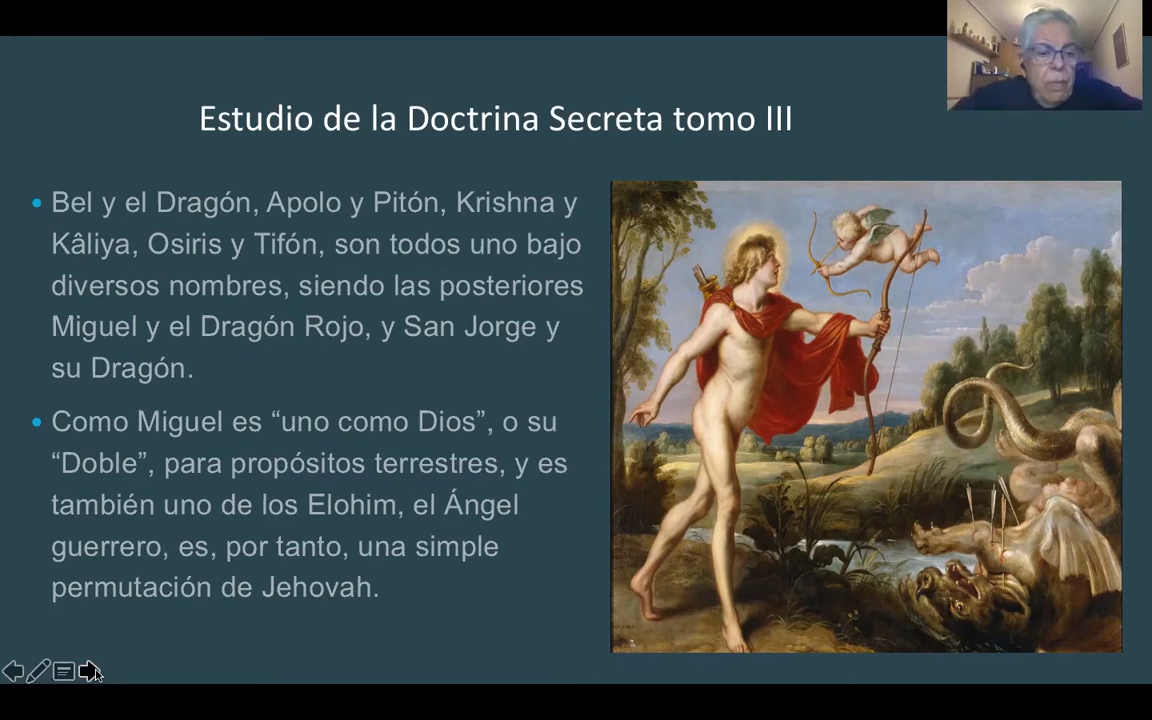 Estudio de la Doctrina Secreta tomo III
• Bel y el Dragón, Apolo y Pitón, Krishna y
Kâliya, Osiris y Tifón, son todos uno bajo
diversos nombres, siendo las posteriores
Miguel y el Dragón Rojo, y San Jorge y
su Dragón.
• Como Miguel es “uno como Dios”, o su
“Doble”, para propósitos terrestres, y es
también uno de los Elohim, el Ángel
guerrero, es, por tanto, una simple
permutación de Jehovah.